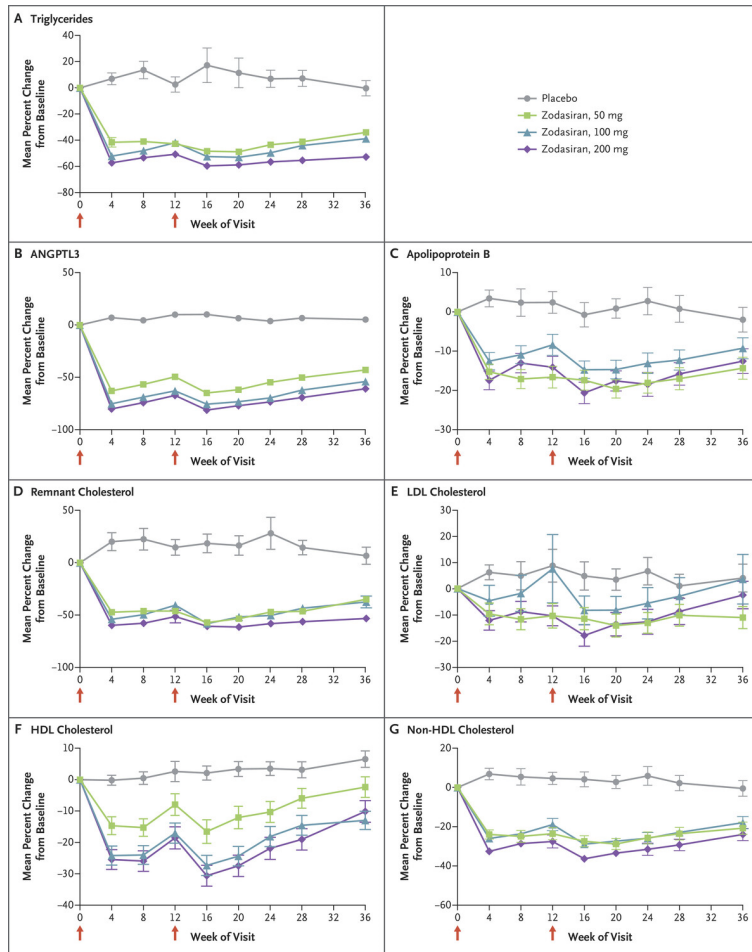 A Triglycerides
Mean Percent Change
from Baseline
40
20
0
−20
−40
−60
−80
0 4 8 12 16 20 24 28 32 36
Week of Visit
Placebo
Zodasiran, 50 mg
Zodasiran, 100 mg
Zodasiran, 200 mg
B ANGPTL3
Mean Percent Change
from Baseline
50
0
−50
−100
0 4 8 12 16 20 24 28 32 36
Week of Visit
C Apolipoprotein B
Mean Percent Change
from Baseline
10
0
−10
−20
−30
0 4 8 12 16 20 24 28 32 36
Week of Visit
D Remnant Cholesterol
Mean Percent Change
from Baseline
50
0
−50
−100
0 4 8 12 16 20 24 28 32 36
Week of Visit
E LDL Cholesterol
Mean Percent Change
from Baseline
30
20
10
0
−10
−20
−30
0 4 8 12 16 20 24 28 32 36
Week of Visit
F HDL Cholesterol
Mean Percent Change
from Baseline
10
0
−10
−20
−30
−40
0 4 8 12 16 20 24 28 32 36
Week of Visit
G Non-HDL Cholesterol
Mean Percent Change
from Baseline
20
0
−20
−40
−60
0 4 8 12 16 20 24 28 32 36
Week of Visit